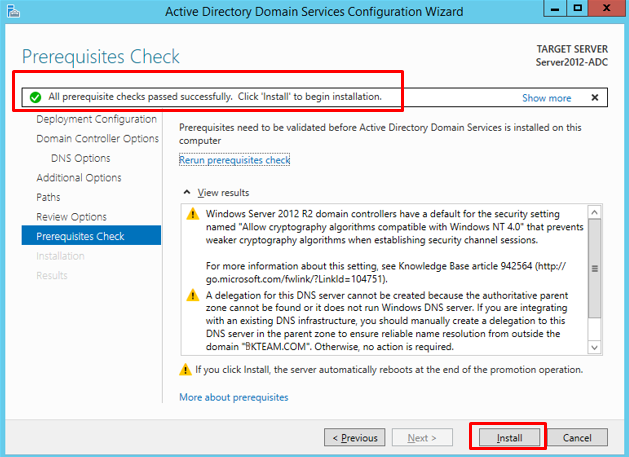 Active Directory Domain Services Configuration Wizard
Prerequisites Check
TARGET SERVER
Server2012-ADC
All prerequisite checks passed successfully. Click 'Install' to begin installation.
Show more
Deployment Configuration
Domain Controller Options
DNS Options
Additional Options
Paths
Review Options
Prerequisites Check
Installation
Results
Prerequisites need to be validated before Active Directory Domain Services is installed on this
computer
Rerun prerequisites check
View results
Windows Server 2012 R2 domain controllers have a default for the security setting
named "Allow cryptography algorithms compatible with Windows NT 4.0" that prevents
weaker cryptography algorithms when establishing security channel sessions.
For more information about this setting, see Knowledge Base article 942564 (http://
go.microsoft.com/fwlink/?LinkId=104751).
A delegation for this DNS server cannot be created because the authoritative parent
zone cannot be found or it does not run Windows DNS server. If you are integrating
with an existing DNS infrastructure, you should manually create a delegation to this
DNS server in the parent zone to ensure reliable name resolution from outside the
domain "BKTEAM.COM". Otherwise, no action is required.
If you click Install, the server automatically reboots at the end of the promotion operation.
More about prerequisites
< Previous
Next >
Install
Cancel